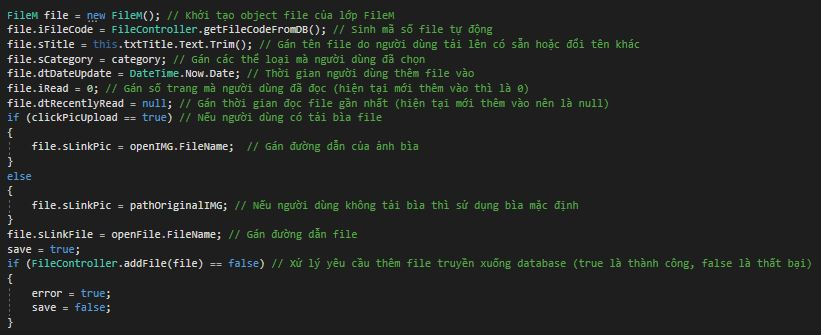 FileM file = new FileM(); // Khởi tạo object file của lớp FileM
file.iFileCode = FileController.getFileCodeFromDB(); // Sinh mã số file tự động
file.sTitle = this.txtTitle.Text.Trim(); // Gán tên file do người dùng tải lên có sẵn hoặc đổi tên khác
file.sCategory = category; // Gán các thể loại mà người dùng đã chọn
file.dtDateUpdate = DateTime.Now.Date; // Thời gian người dùng thêm file vào
file.iRead = 0; // Gán số trang mà người dùng đã đọc (hiện tại mới thêm vào thì là 0)
file.dtRecentlyRead = null; // Gán thời gian đọc file gần nhất (hiện tại mới thêm vào nên là null)
if (clickPicUpload == true) // Nếu người dùng có tải bìa file
{
    file.sLinkPic = openIMG.FileName;  // Gán đường dẫn của ảnh bìa
}
else
{
    file.sLinkPic = pathOriginalIMG; // Nếu người dùng không tải bìa thì sử dụng bìa mặc định
}
file.sLinkFile = openFile.FileName; // Gán đường dẫn file
save = true;
if (FileController.addFile(file) == false) // Xử lý yêu cầu thêm file truyền xuống database (true là thành công, false là thất bại)
{
    error = true;
    save = false;
}